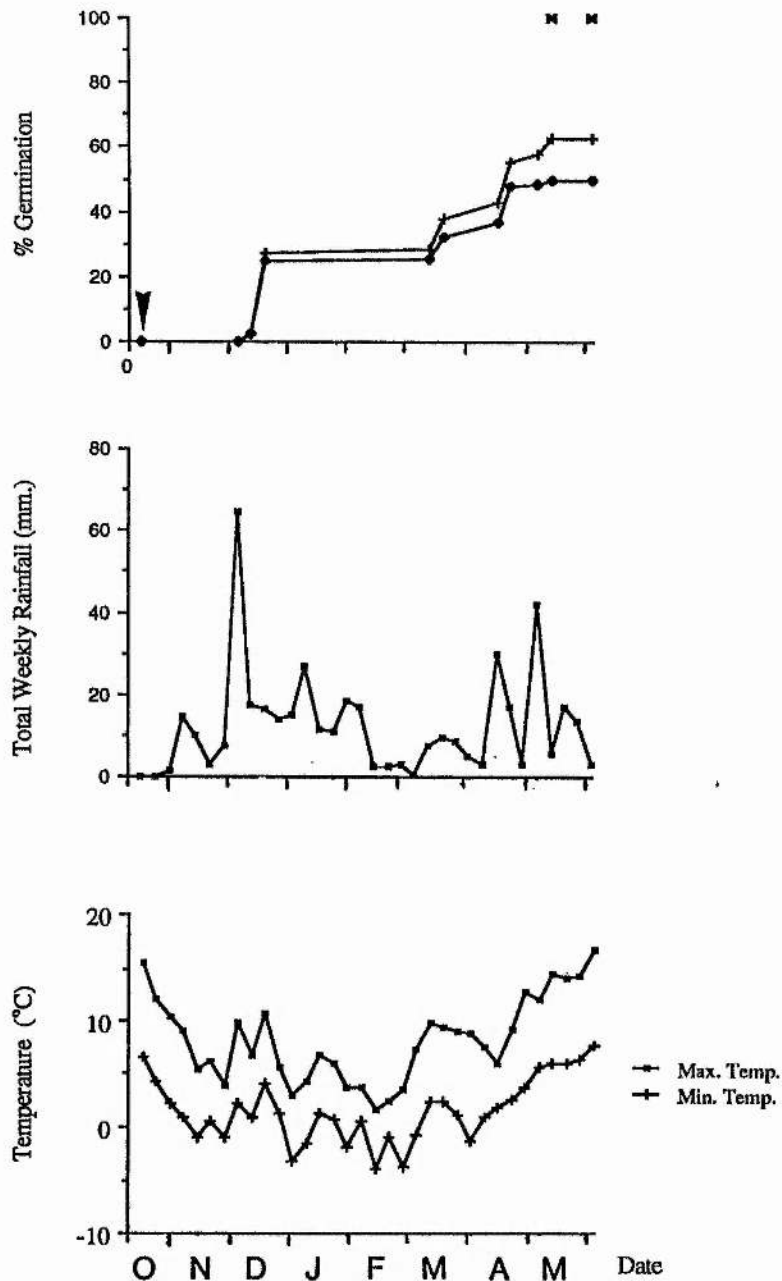 100
80
60
40
20
0
0
% Germination
80
60
40
20
0
Total Weekly Rainfall (mm.)
20
10
0
-10
Temperature (°C)
Max. Temp.
Min. Temp.
O N D J F M A M Date